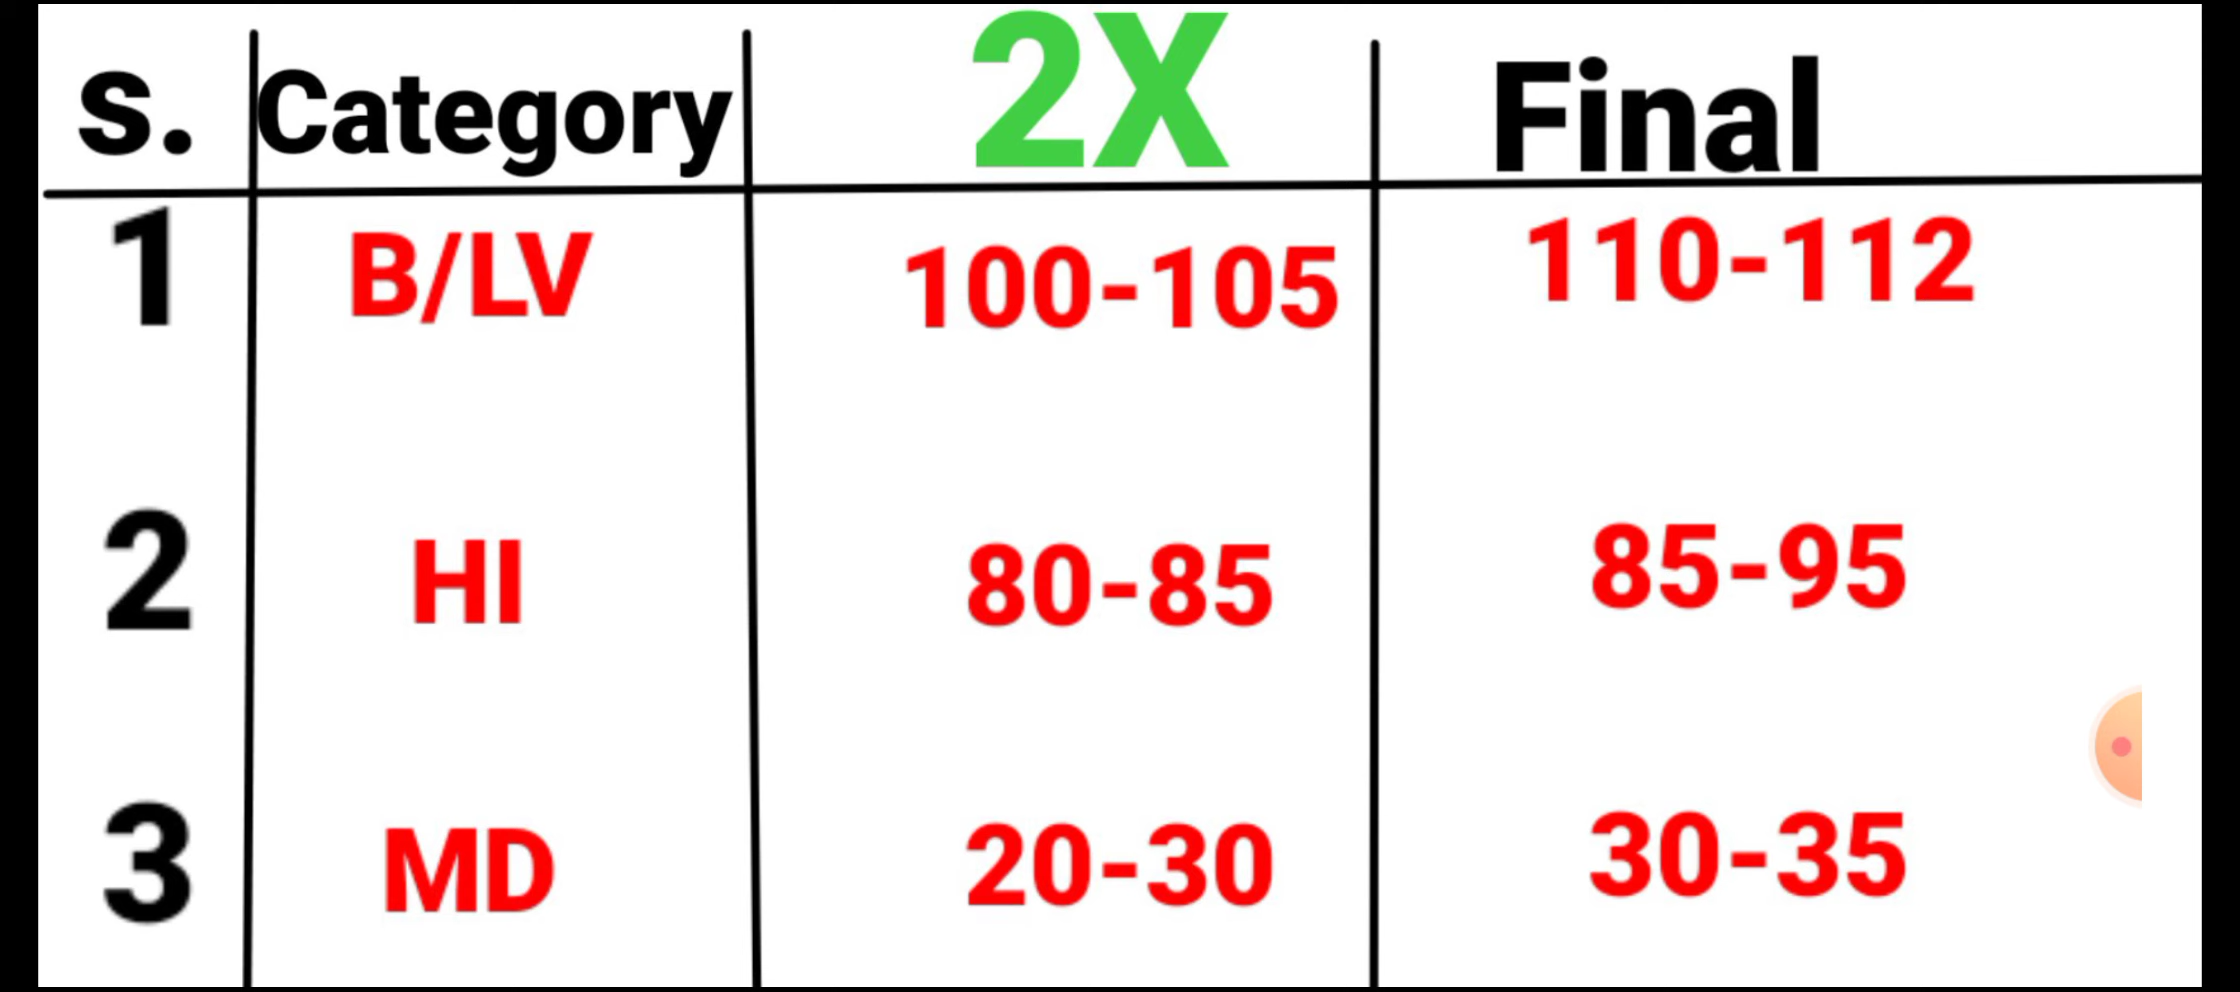 S. Category 2X Final
1 B/LV 100-105 110-112
2 HI 80-85 85-95
3 MD 20-30 30-35